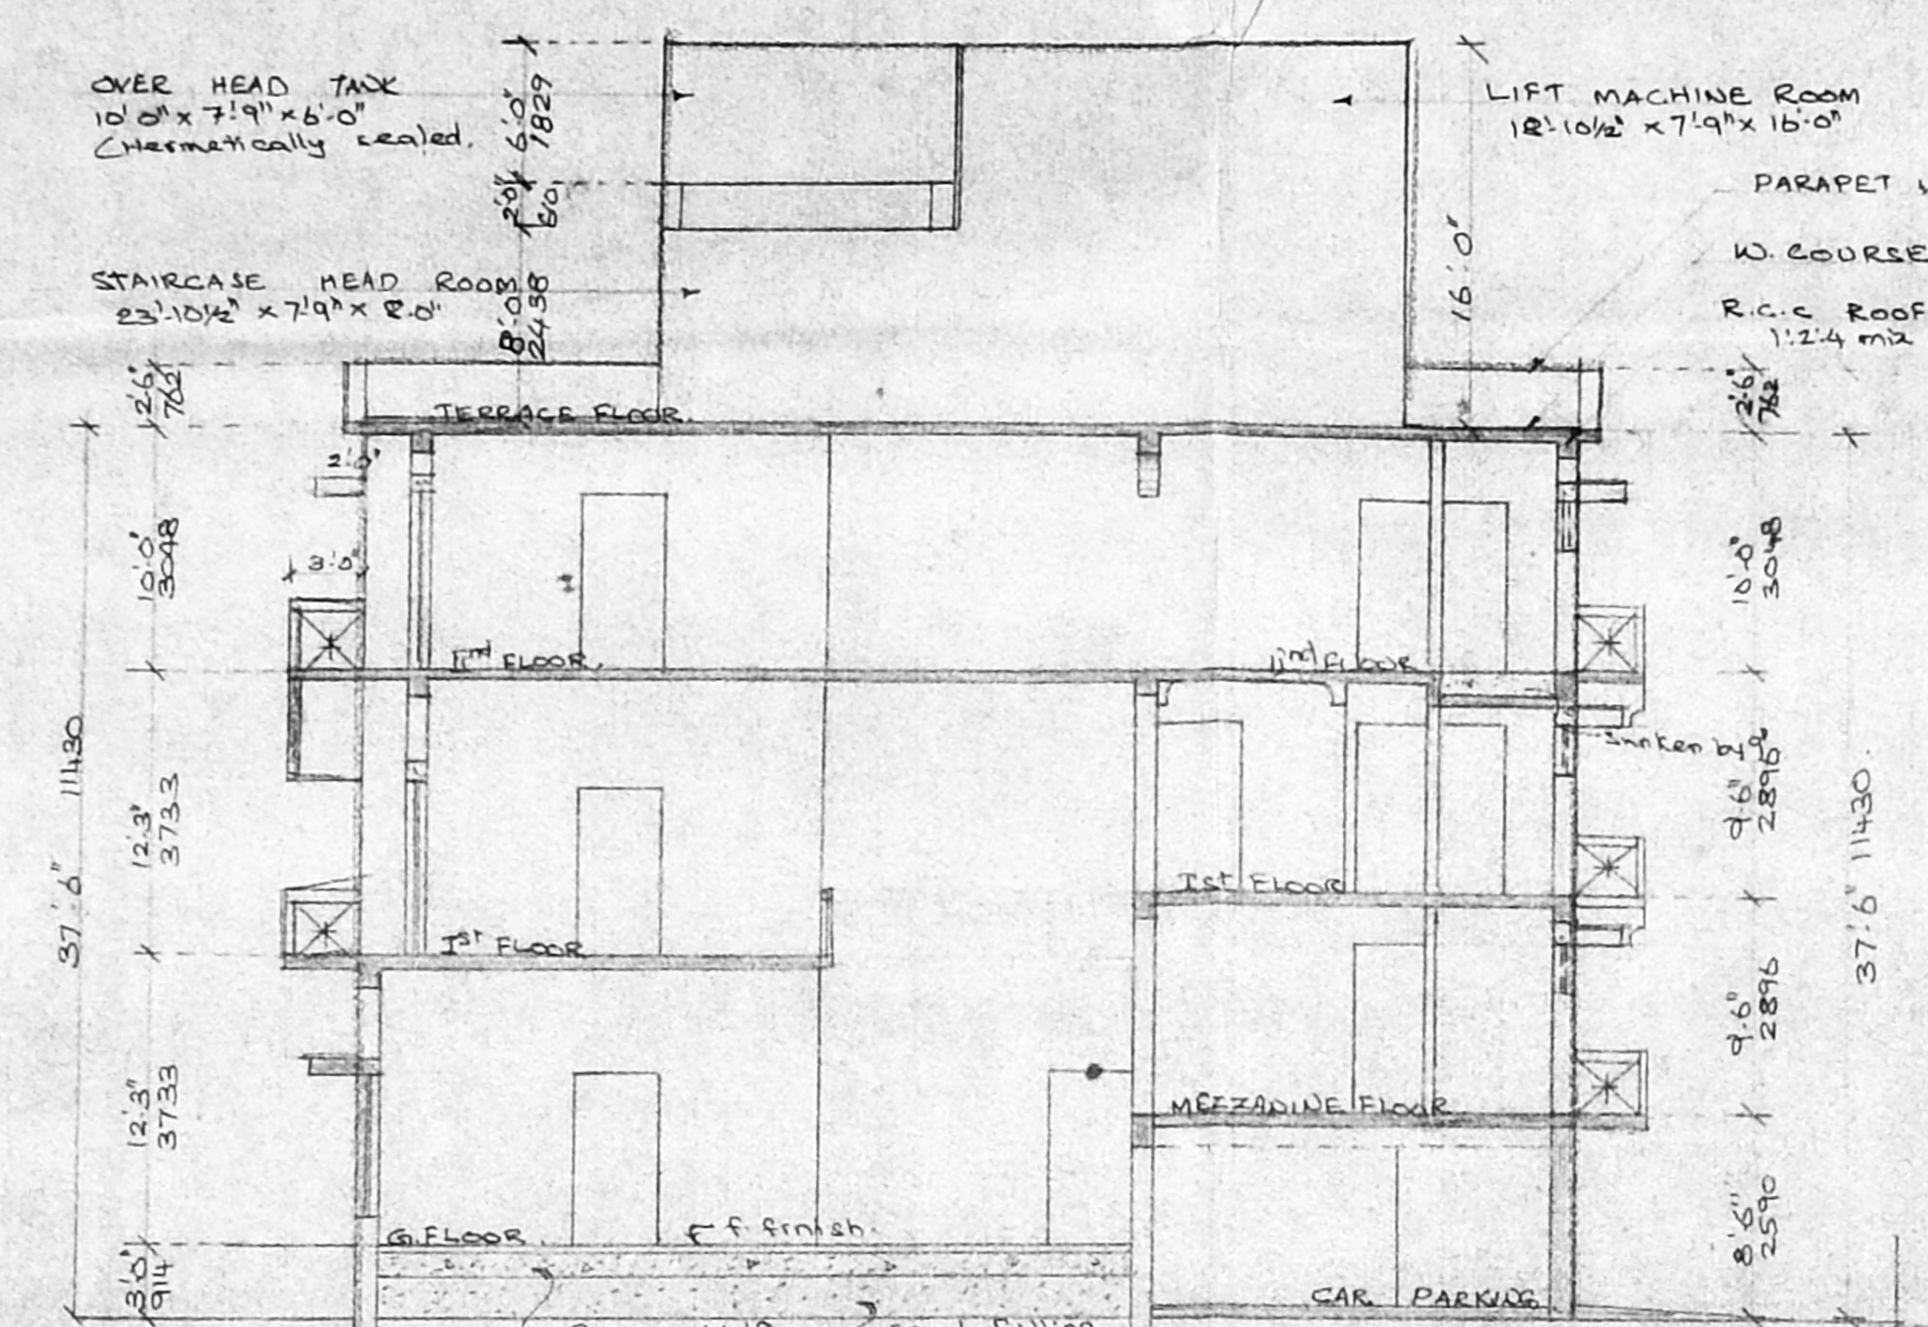 OVER HEAD TANK
10'.0" x 7'.9" x 6'.0"
(Hermetically sealed.
6'.0"
1829
2'.0"
STAIRCASE HEAD ROOM
23'.10½" x 7'.9" x 8.0"
8'.0"
2438
LIFT MACHINE ROOM
18'.10½" x 7'.9" x 16'.0"
16'.0"
PARAPET
W. COURSE
R.C.C ROOF
1:2:4 mix
2'.6"
762
TERRACE FLOOR.
2'.6"
762
2'.0"
10'.0"
3048
3'.0"
IInd FLOOR.
IInd FLOOR
10'.0"
3048
37'.6" 11430
12'.3"
3733
Ist FLOOR
Ist FLOOR
Sunken by 9"
9'.6"
2896
37'.6" 11430.
12'.3"
3733
MEZZANINE FLOOR
9'.6"
2896
G.FLOOR.
f. finish.
3'.0"
914
CAR PARKING
8'.6"
2590